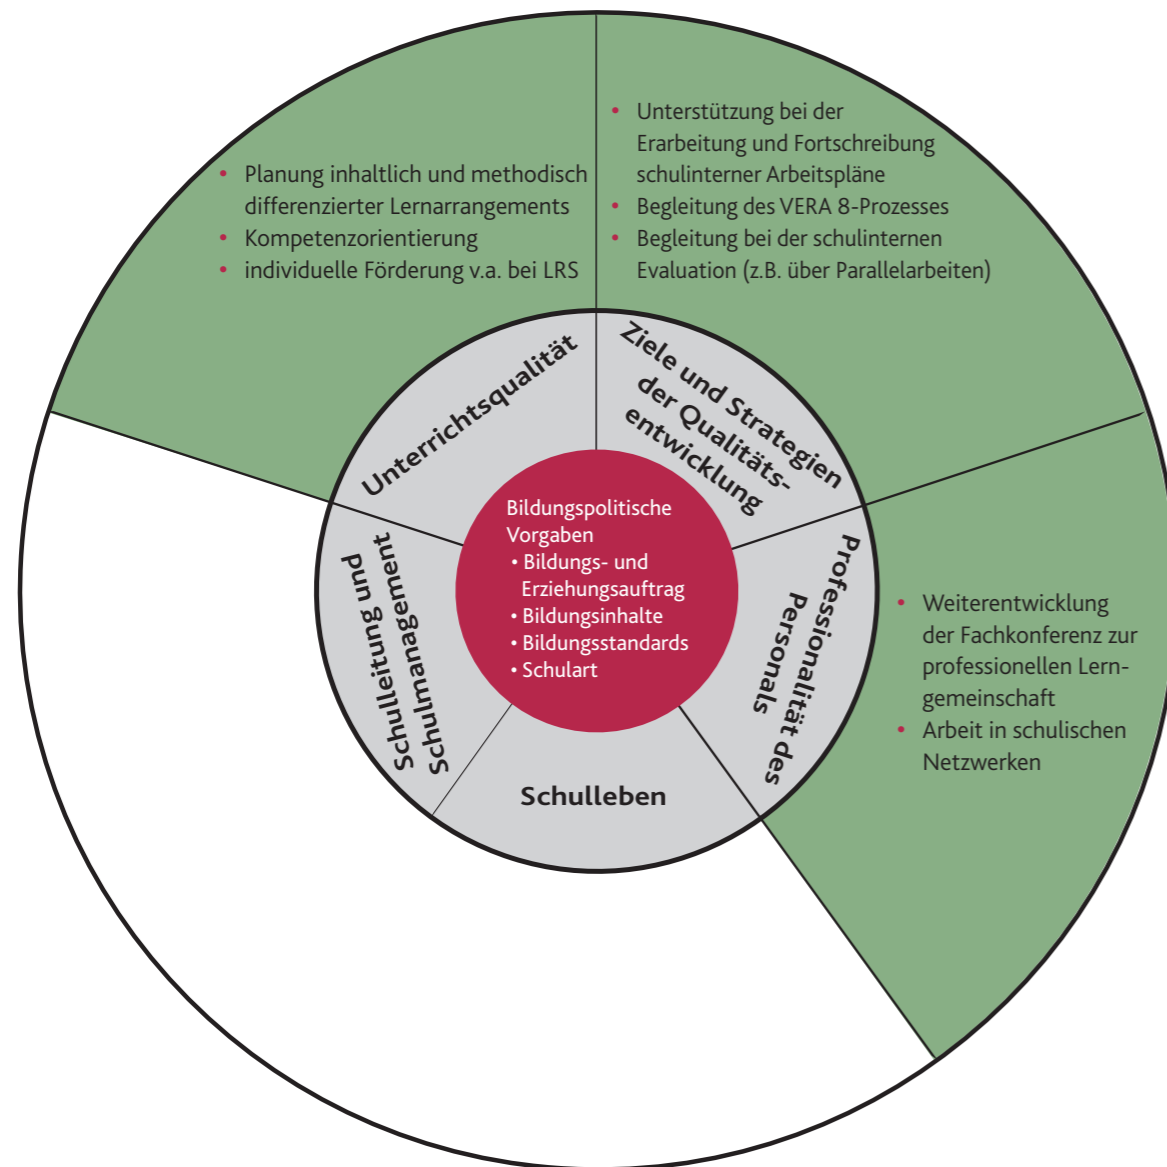 • Planung inhaltlich und methodisch
differenzierter Lernarrangements
• Kompetenzorientierung
• individuelle Förderung v.a. bei LRS
• Unterstützung bei der
Erarbeitung und Fortschreibung
schulinterner Arbeitspläne
• Begleitung des VERA 8-Prozesses
• Begleitung bei der schulinternen
Evaluation (z.B. über Parallelarbeiten)
Unterrichtsqualität
Ziele und Strategien
der Qualitäts-
entwicklung
Bildungspolitische
Vorgaben
• Bildungs- und
Erziehungsauftrag
• Bildungsinhalte
• Bildungsstandards
• Schulart
Schulleitung und
Schulmanagement
Professionalität des
Personals
• Weiterentwicklung
der Fachkonferenz zur
professionellen Lern-
gemeinschaft
• Arbeit in schulischen
Netzwerken
Schulleben